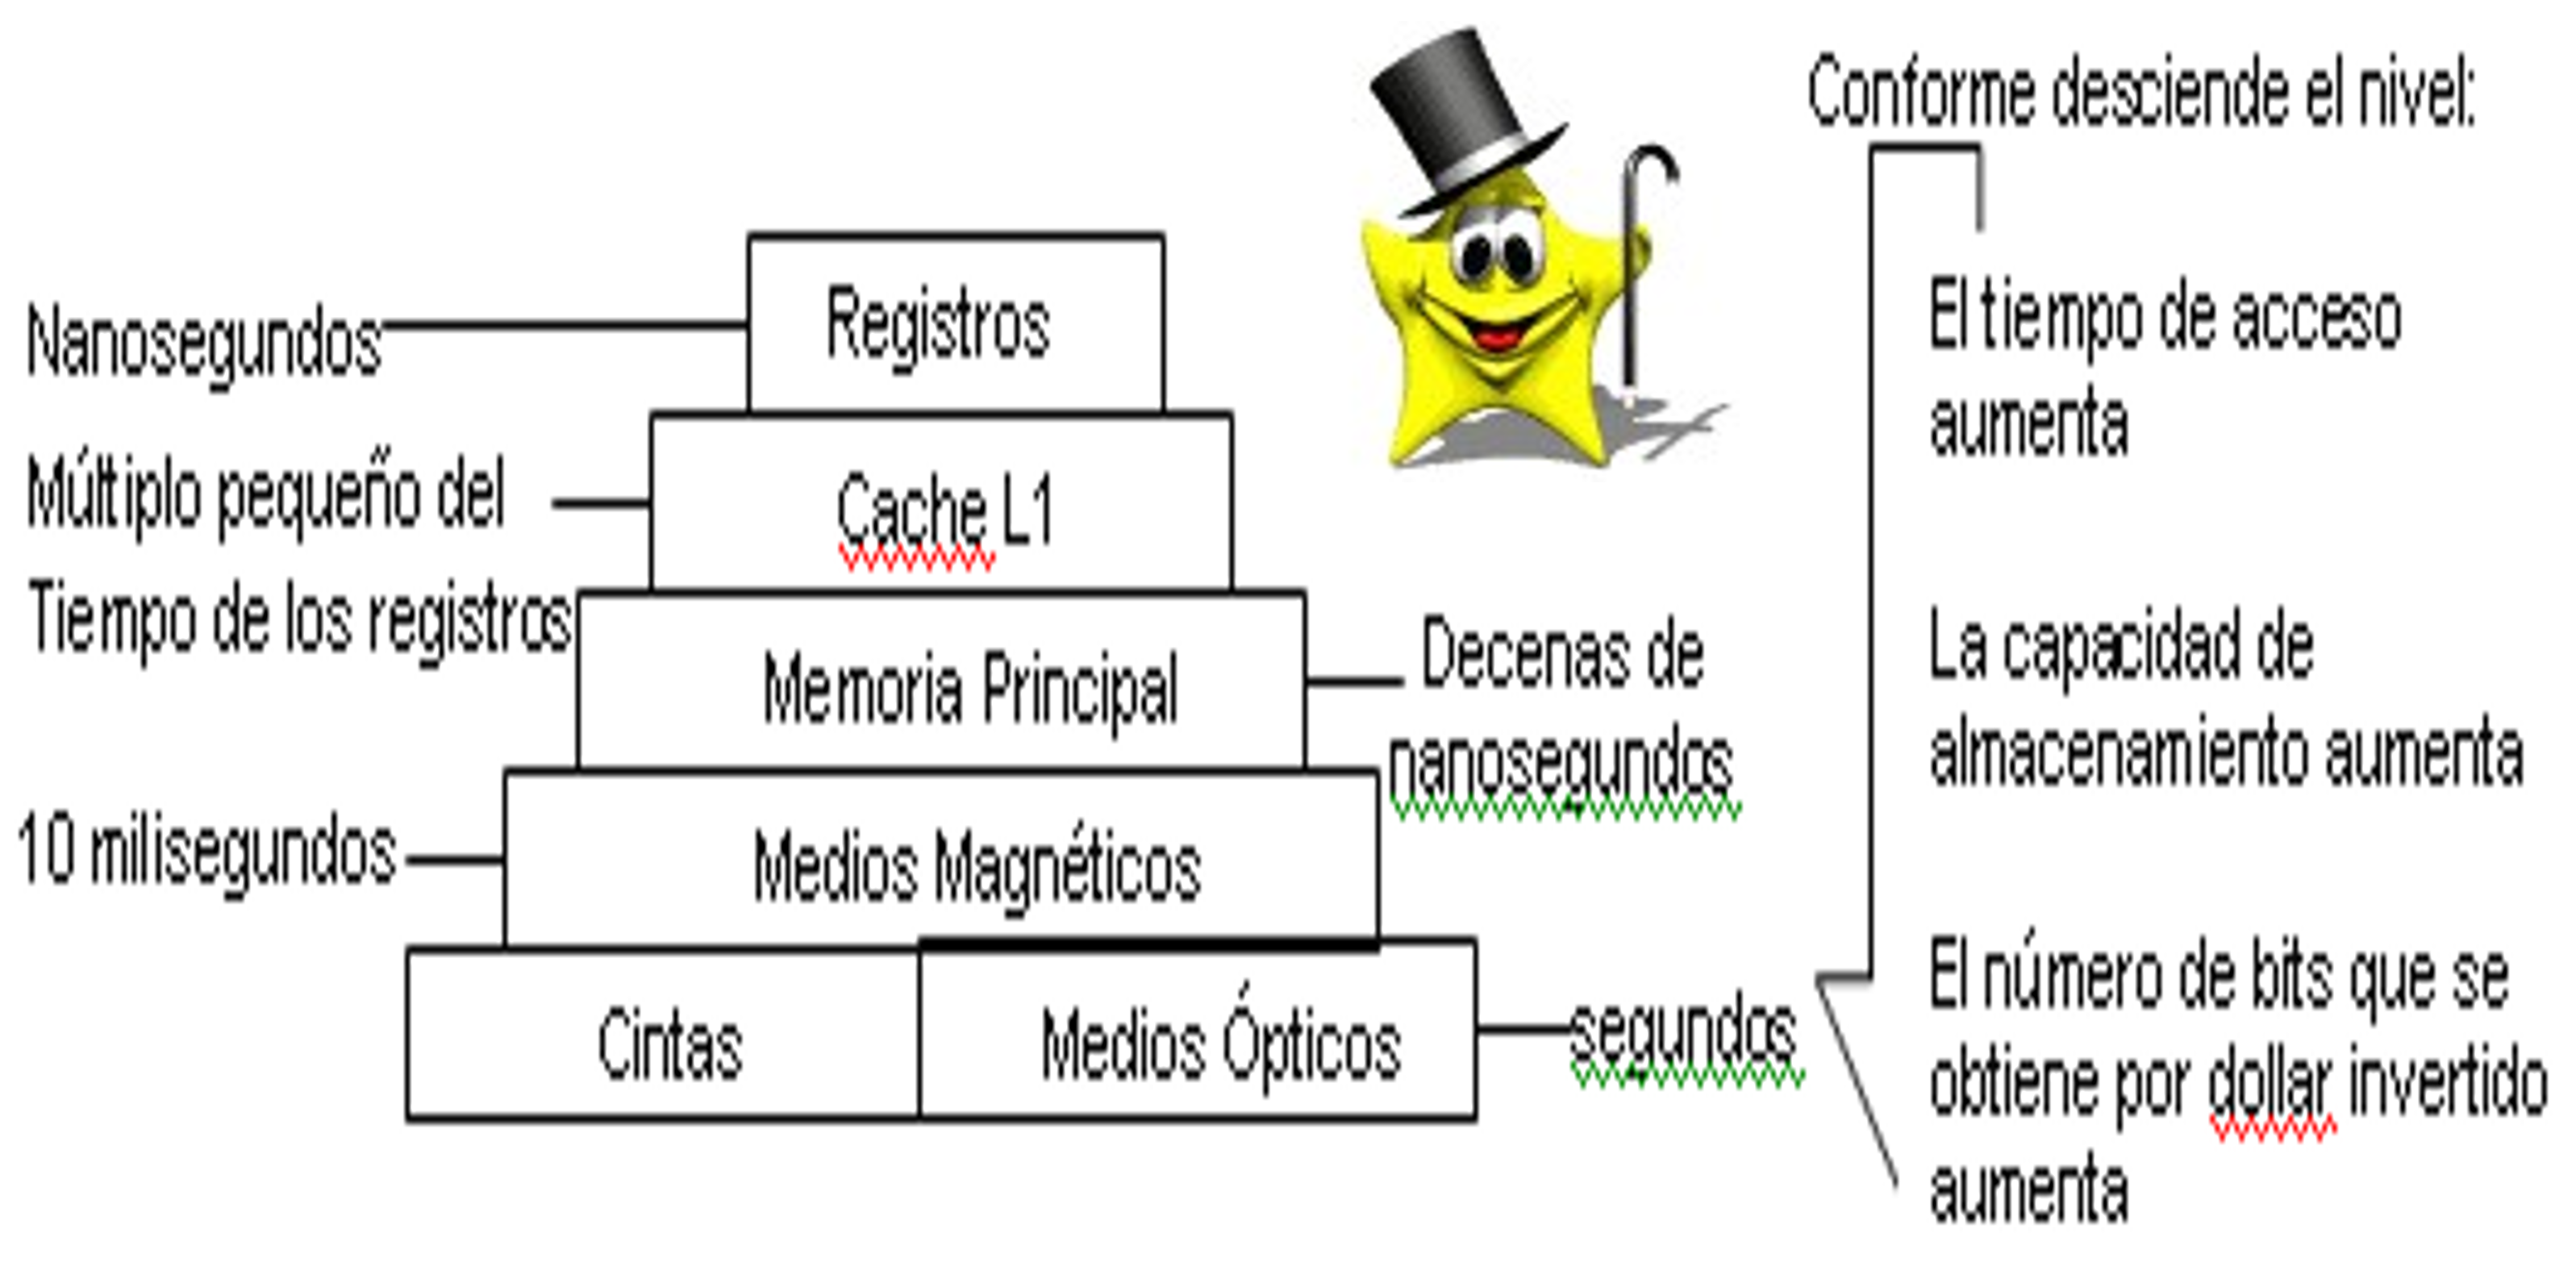 Conforme desciende el nivel:
Registros
Nanosegundos
El tiempo de acceso
aumenta
Múltiplo pequeño del
Tiempo de los registros
Cache L1
Memoria Principal
Decenas de
nanosegundos
La capacidad de
almacenamiento aumenta
10 milisegundos
Medios Magnéticos
Cintas
Medios Ópticos
segundos
El número de bits que se
obtiene por dollar invertido
aumenta